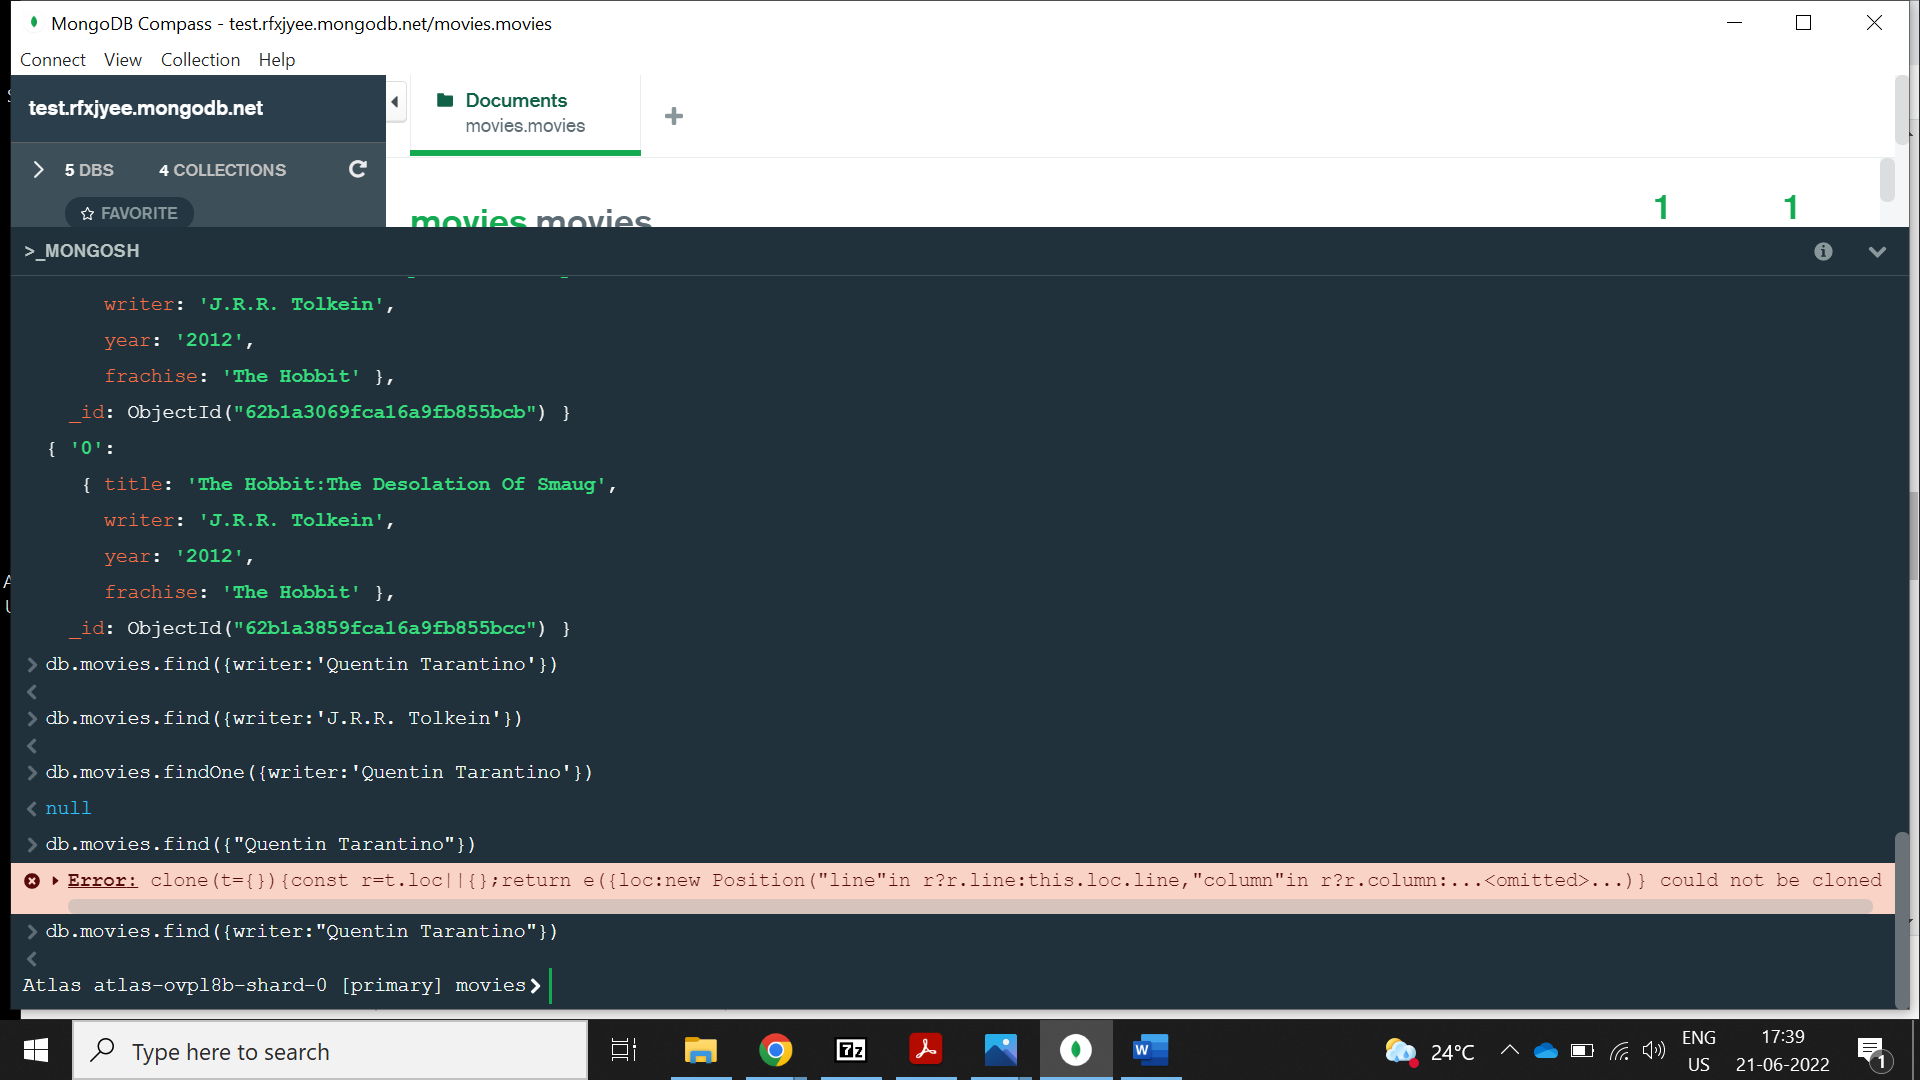 MongoDB Compass - test.rfxjyee.mongodb.net/movies.movies
Connect View Collection Help
test.rfxjyee.mongodb.net
Documents
movies.movies
5 DBS 4 COLLECTIONS
FAVORITE
movies.movies
1 1
>_MONGOSH
writer: 'J.R.R. Tolkein',
year: '2012',
frachise: 'The Hobbit' },
_id: ObjectId("62b1a3069fca16a9fb855bcb") }
{ '0':
{ title: 'The Hobbit:The Desolation Of Smaug',
writer: 'J.R.R. Tolkein',
year: '2012',
frachise: 'The Hobbit' },
_id: ObjectId("62b1a3859fca16a9fb855bcc") }
> db.movies.find({writer:'Quentin Tarantino'})
<
> db.movies.find({writer:'J.R.R. Tolkein'})
<
> db.movies.findOne({writer:'Quentin Tarantino'})
< null
> db.movies.find({"Quentin Tarantino"})
Error: clone(t={}){const r=t.loc||{};return e({loc:new Position("line"in r?r.line:this.loc.line,"column"in r?r.column:...<omitted>...)} could not be cloned
> db.movies.find({writer:"Quentin Tarantino"})
<
Atlas atlas-ovpl8b-shard-0 [primary] movies>
Type here to search
7z
W
24°C
ENG
US
17:39
21-06-2022
1